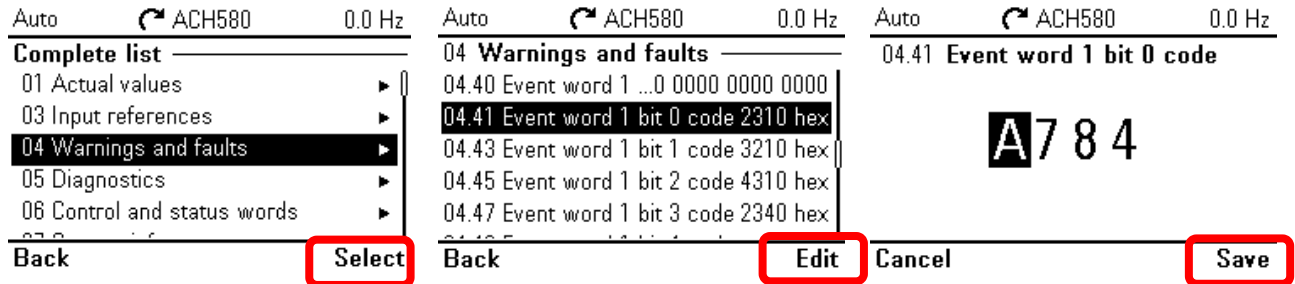 Auto ACH580 0.0 Hz
Complete list
01 Actual values
03 Input references
04 Warnings and faults
05 Diagnostics
06 Control and status words
Back Select
Auto ACH580 0.0 Hz
04 Warnings and faults
04.40 Event word 1 ...0 0000 0000 0000
04.41 Event word 1 bit 0 code 2310 hex
04.43 Event word 1 bit 1 code 3210 hex
04.45 Event word 1 bit 2 code 4310 hex
04.47 Event word 1 bit 3 code 2340 hex
Back Edit
Auto ACH580 0.0 Hz
04.41 Event word 1 bit 0 code
A784
Cancel Save